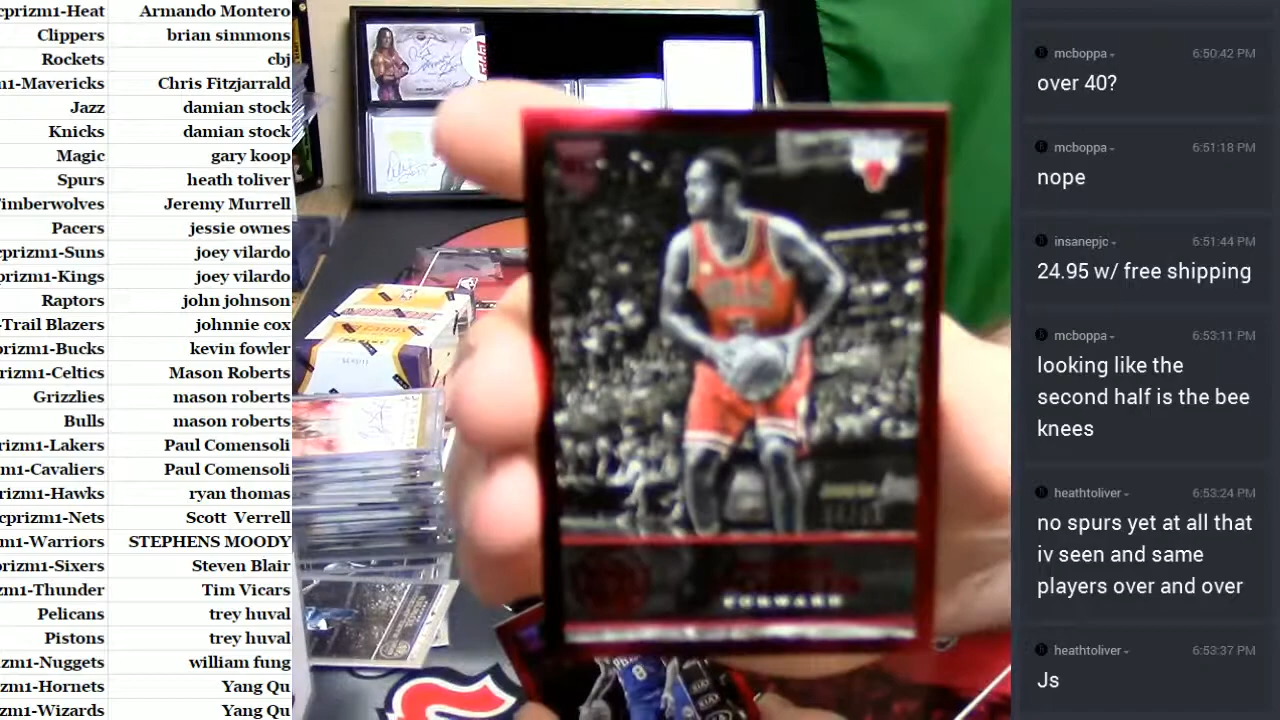 cprizm1-Heat Armando Montero
Clippers brian simmons
Rockets cbj
m1-Mavericks Chris Fitzjarrald
Jazz damian stock
Knicks damian stock
Magic gary koop
Spurs heath toliver
imberwolves Jeremy Murrell
Pacers jessie ownes
cprizm1-Suns joey vilardo
prizm1-Kings joey vilardo
Raptors john johnson
-Trail Blazers johnnie cox
rizm1-Bucks kevin fowler
rizm1-Celtics Mason Roberts
Grizzlies mason roberts
Bulls mason roberts
rizm1-Lakers Paul Comensoli
m1-Cavaliers Paul Comensoli
rizm1-Hawks ryan thomas
cprizm1-Nets Scott Verrell
m1-Warriors STEPHENS MOODY
orizm1-Sixers Steven Blair
zm1-Thunder Tim Vicars
Pelicans trey huval
Pistons trey huval
zm1-Nuggets william fung
zm1-Hornets Yang Qu
m1-Wizards Yang Qu
FORWARD
8
mcboppa 6:50:42 PM
over 40?
mcboppa 6:51:18 PM
nope
insanepjc 6:51:44 PM
24.95 w/ free shipping
mcboppa 6:53:11 PM
looking like the
second half is the bee
knees
heathtoliver 6:53:24 PM
no spurs yet at all that
iv seen and same
players over and over
heathtoliver 6:53:37 PM
Js